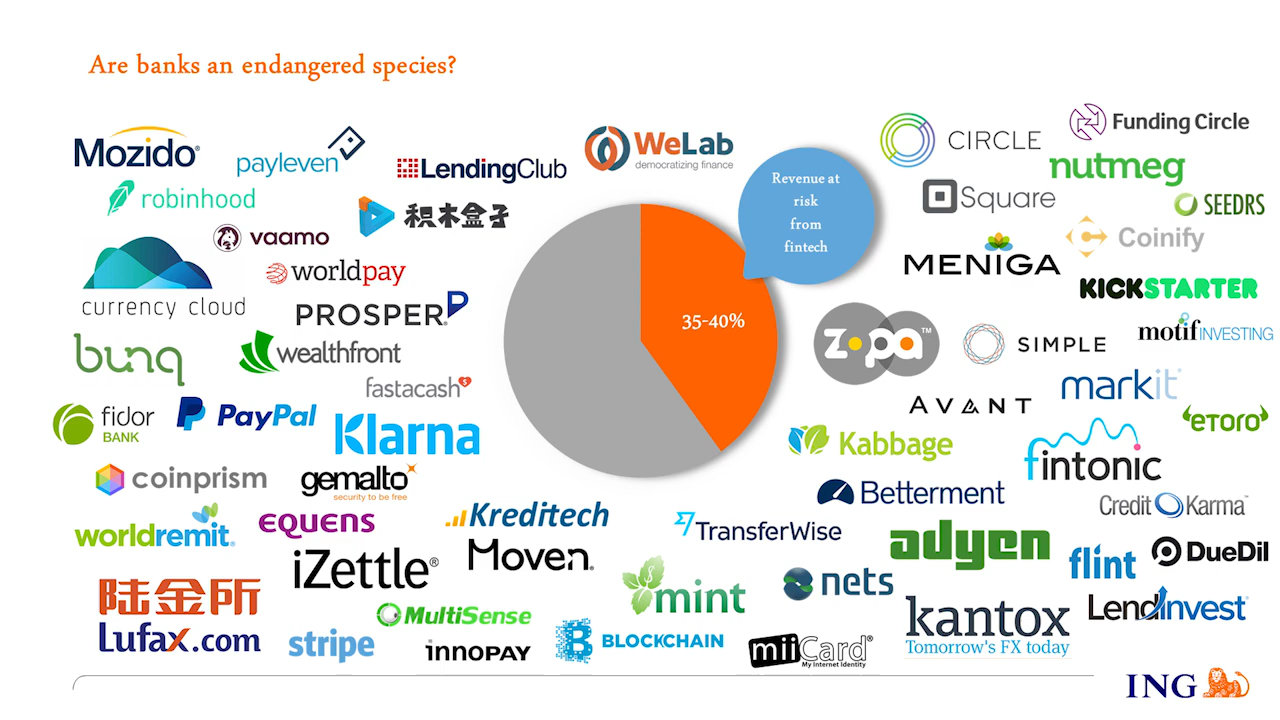 Are banks an endangered species?
Mozido®
payleven
LendingClub
WeLab
democratizing finance
CIRCLE
Funding Circle
nutmeg
robinhood
积木盒子
Revenue at
risk
from
fintech
Square
SEEDRS
vaamo
Coinify
worldpay
MENIGA
currency cloud
PROSPER
KICKSTARTER
35-40%
bunq
wealthfront
zopa™
SIMPLE
motif INVESTING
fastacash
markit
fidor
BANK
PayPal
Klarna
AVANT
eToro
Kabbage
fintonic
coinprism
gemalto
security to be free
Betterment
Credit Karma™
worldremit
EQUENS
Kreditech
TransferWise
adyen
DueDil
iZettle®
Moven
flint
陆金所
Lufax.com
MultiSense
mint
nets
kantox
Tomorrow's FX today
LendInvest
stripe
innopay
BLOCKCHAIN
miiCard®
My Internet Identity
ING